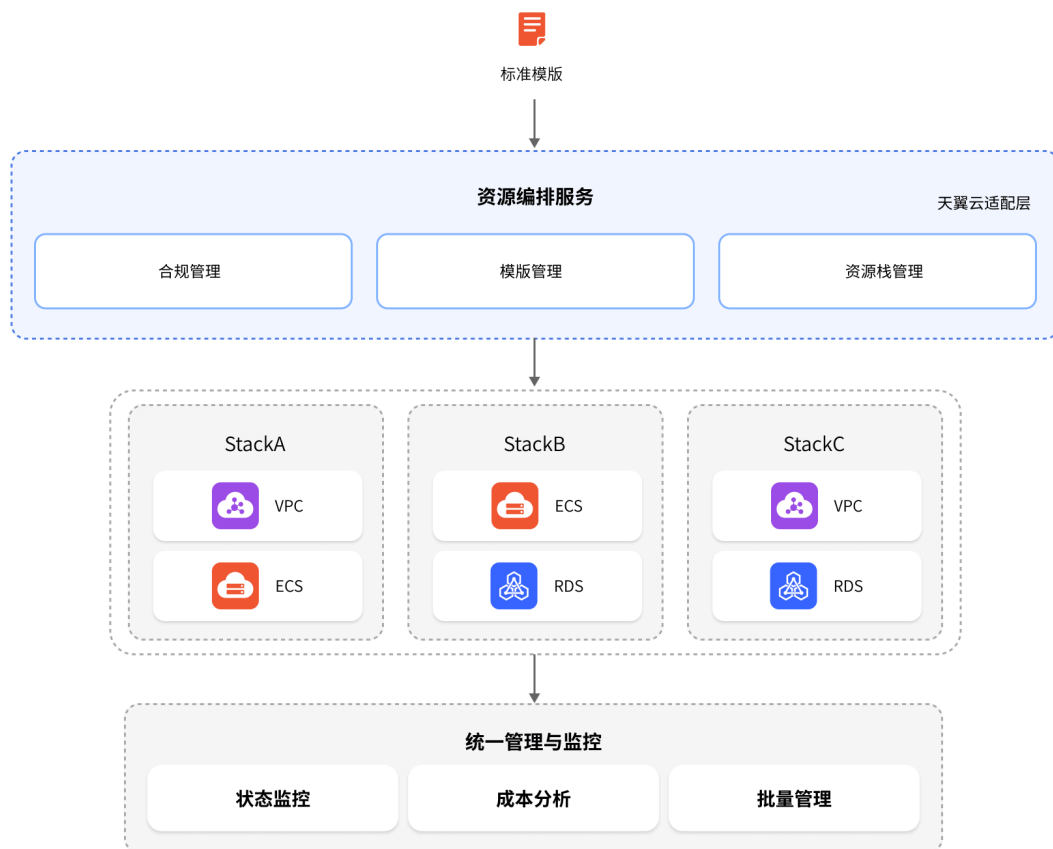 标准模版
资源编排服务
天翼云适配层
合规管理
模版管理
资源栈管理
StackA
StackB
StackC
VPC
ECS
VPC
ECS
RDS
RDS
统一管理与监控
状态监控
成本分析
批量管理